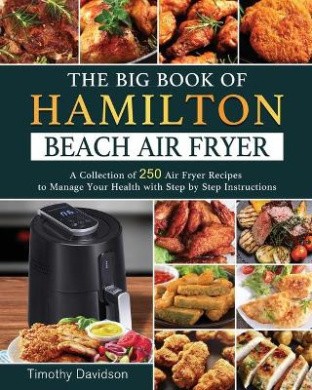 THE BIG BOOK OF
HAMILTON
BEACH AIR FRYER
A Collection of 250 Air Fryer Recipes
to Manage Your Health with Step by Step Instructions
Timothy Davidson